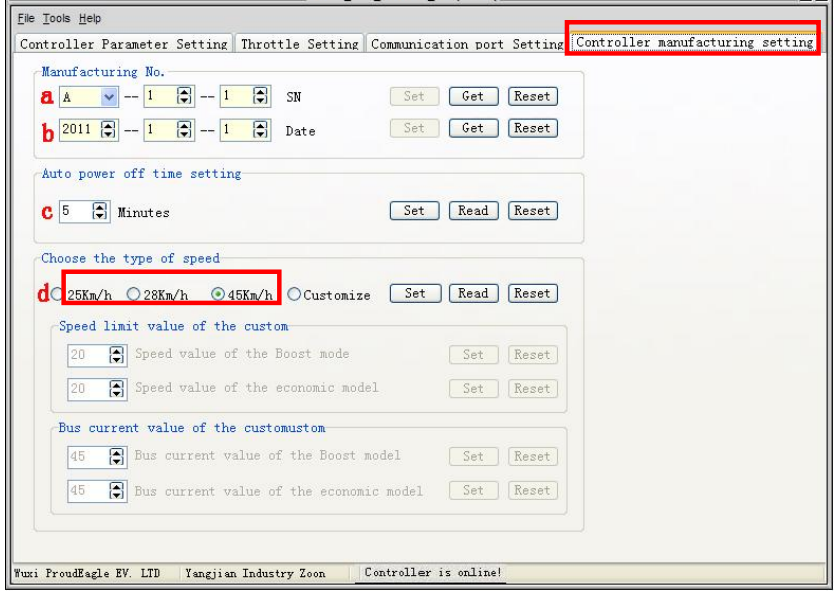 File Tools Help
Controller Parameter Setting Throttle Setting Communication port Setting Controller manufacturing setting
Manufacturing No.
a A -- 1 -- 1 SN Set Get Reset
b 2011 -- 1 -- 1 Date Set Get Reset
Auto power off time setting
c 5 Minutes Set Read Reset
Choose the type of speed
d 25Km/h 28Km/h 45Km/h Customize Set Read Reset
Speed limit value of the custom
20 Speed value of the Boost mode Set Reset
20 Speed value of the economic model Set Reset
Bus current value of the customustom
45 Bus current value of the Boost model Set Reset
45 Bus current value of the economic model Set Reset
Wuxi ProudEagle EV. LTD Yangjian Industry Zoon Controller is online!